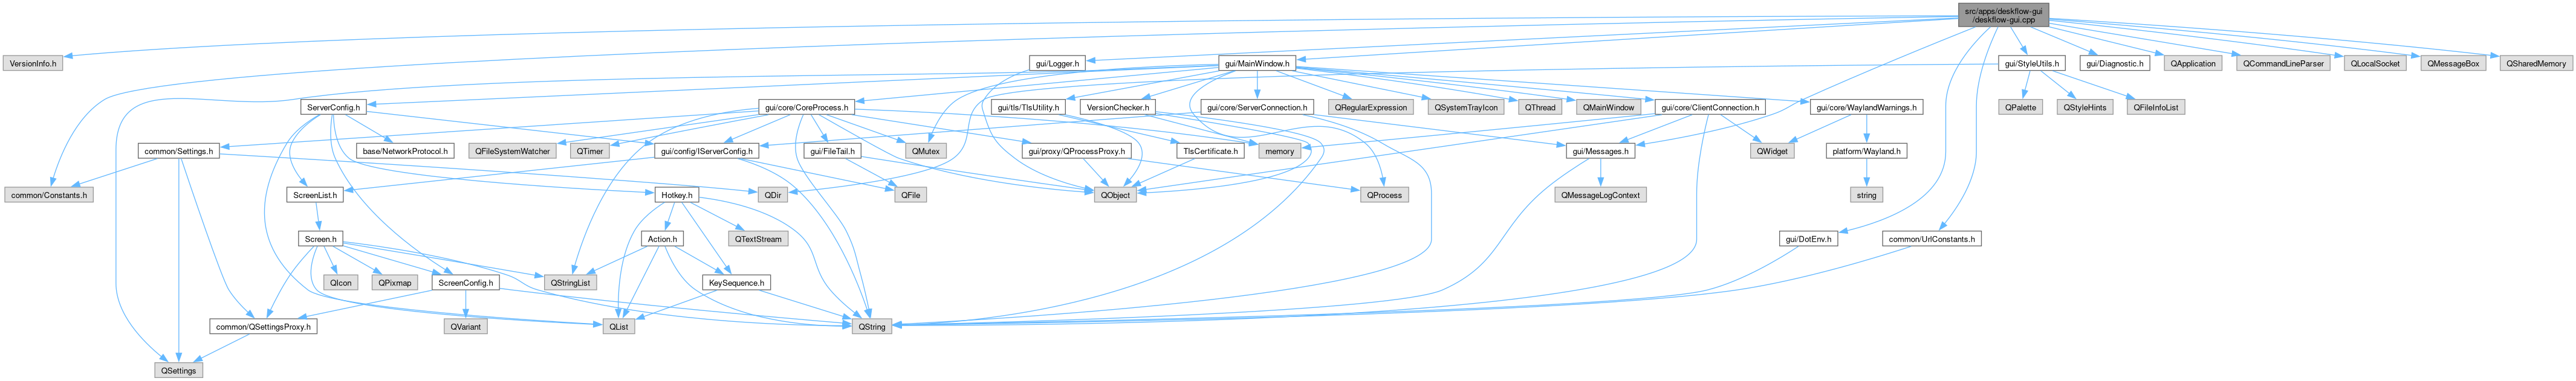 src/apps/deskflow-gui
/deskflow-gui.cpp
VersionInfo.h
gui/Logger.h
gui/MainWindow.h
gui/StyleUtils.h
gui/Diagnostic.h
QApplication
QCommandLineParser
QLocalSocket
QMessageBox
QSharedMemory
ServerConfig.h
gui/core/CoreProcess.h
gui/tls/TlsUtility.h
VersionChecker.h
gui/core/ServerConnection.h
QRegularExpression
QSystemTrayIcon
QThread
QMainWindow
gui/core/ClientConnection.h
gui/core/WaylandWarnings.h
QPalette
QStyleHints
QFileInfoList
common/Settings.h
base/NetworkProtocol.h
QFileSystemWatcher
QTimer
gui/config/IServerConfig.h
gui/FileTail.h
QMutex
gui/proxy/QProcessProxy.h
TlsCertificate.h
memory
gui/Messages.h
QWidget
platform/Wayland.h
common/Constants.h
ScreenList.h
Hotkey.h
QDir
QFile
QObject
QProcess
QMessageLogContext
string
Screen.h
Action.h
QTextStream
gui/DotEnv.h
common/UrlConstants.h
QIcon
QPixmap
ScreenConfig.h
QStringList
KeySequence.h
common/QSettingsProxy.h
QVariant
QList
QString
QSettings